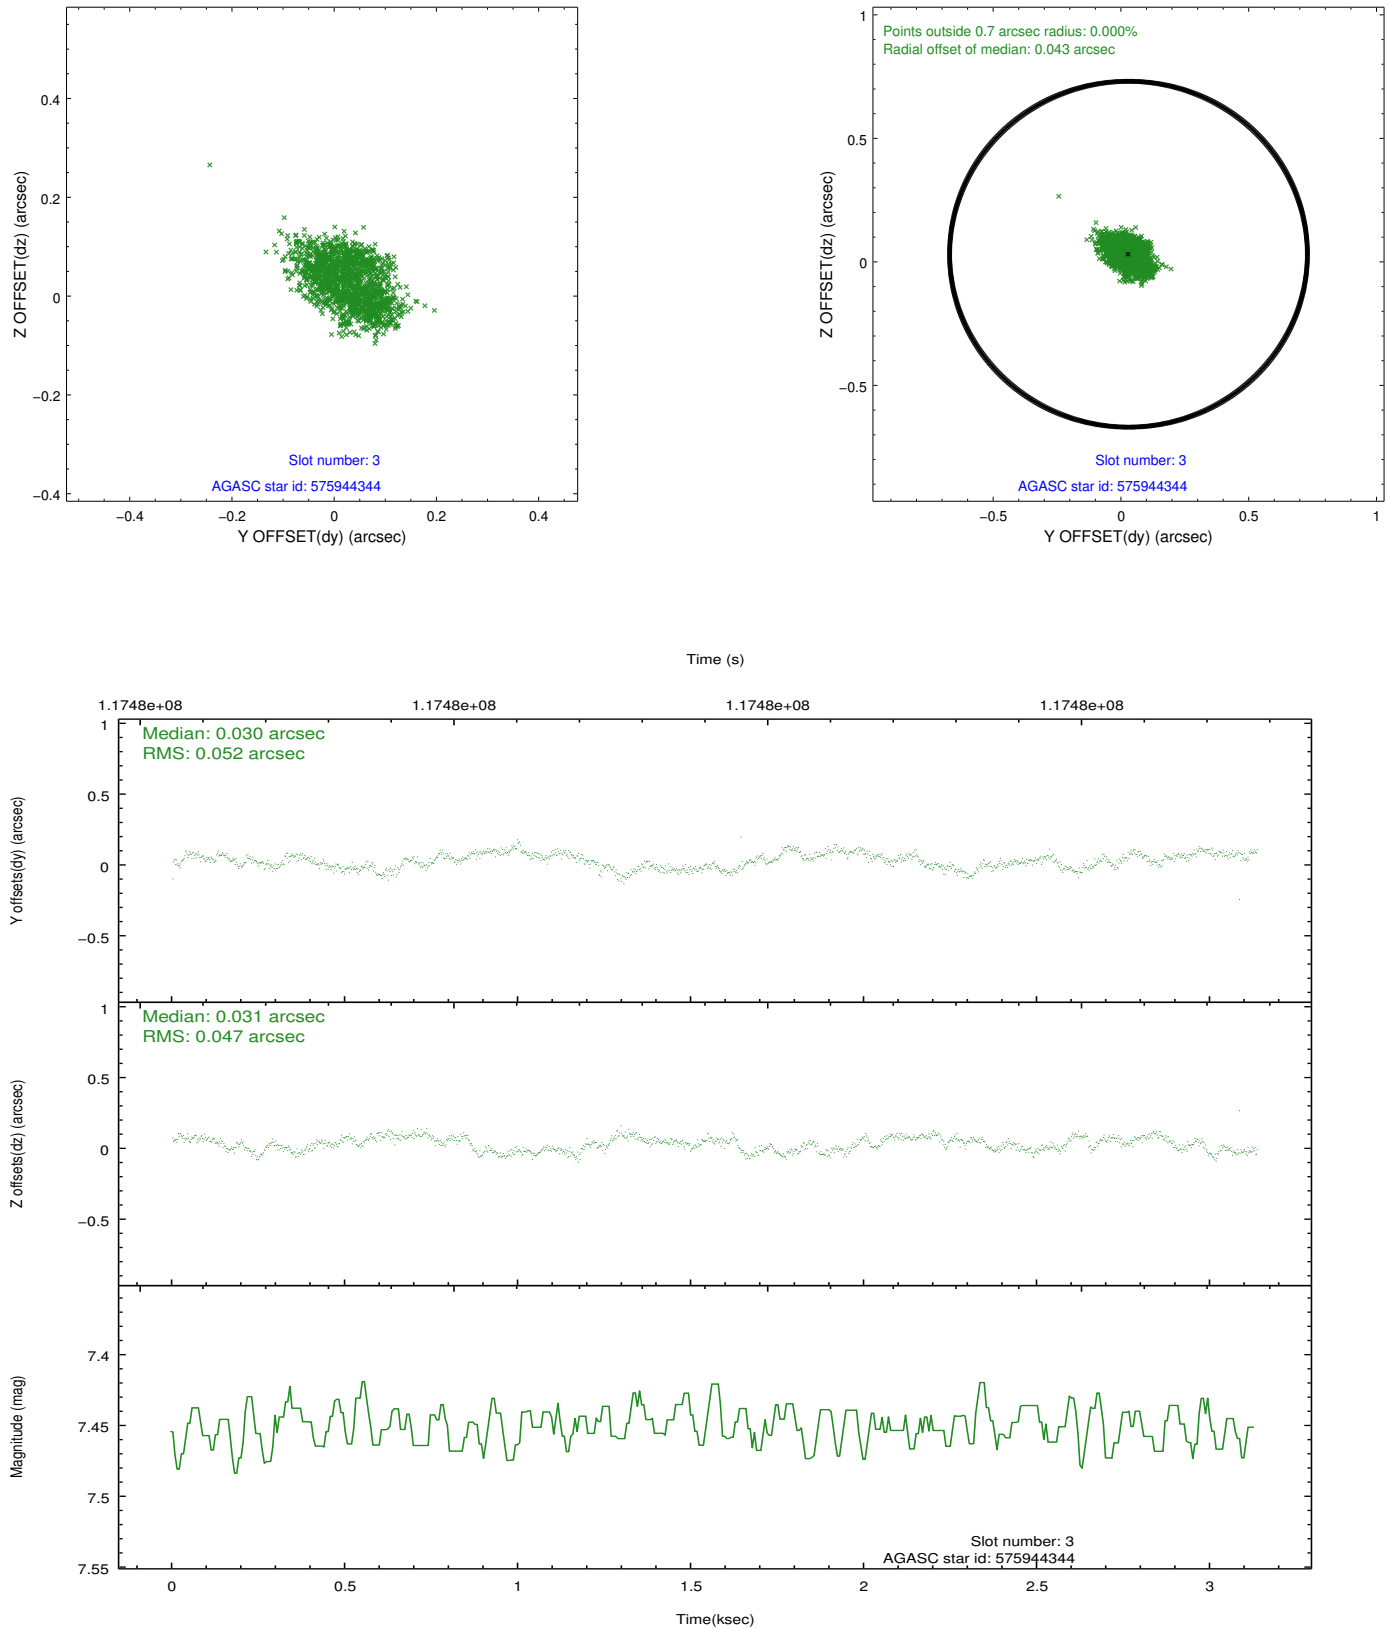 0.4
0.2
0
−0.2
−0.4
Z OFFSET(dz) (arcsec)
Slot number: 3
AGASC star id: 575944344
−0.4 −0.2 0 0.2 0.4
Y OFFSET(dy) (arcsec)
Points outside 0.7 arcsec radius: 0.000%
Radial offset of median: 0.043 arcsec
1
0.5
0
−0.5
Z OFFSET(dz) (arcsec)
Slot number: 3
AGASC star id: 575944344
−0.5 0 0.5 1
Y OFFSET(dy) (arcsec)
Time (s)
1.1748e+08 1.1748e+08 1.1748e+08 1.1748e+08
Median: 0.030 arcsec
RMS: 0.052 arcsec
1
0.5
0
−0.5
Y offsets(dy) (arcsec)
Median: 0.031 arcsec
RMS: 0.047 arcsec
1
0.5
0
−0.5
Z offsets(dz) (arcsec)
7.4
7.45
7.5
7.55
Magnitude (mag)
Slot number: 3
AGASC star id: 575944344
0 0.5 1 1.5 2 2.5 3
Time(ksec)